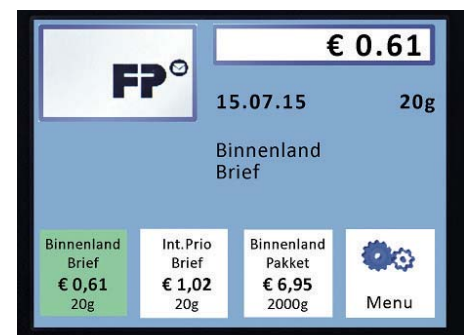 FP
€ 0.61
15.07.15 20g
Binnenland
Brief
Binnenland
Brief
€ 0,61
20g
Int.Prio
Brief
€ 1,02
20g
Binnenland
Pakket
€ 6,95
2000g
Menu